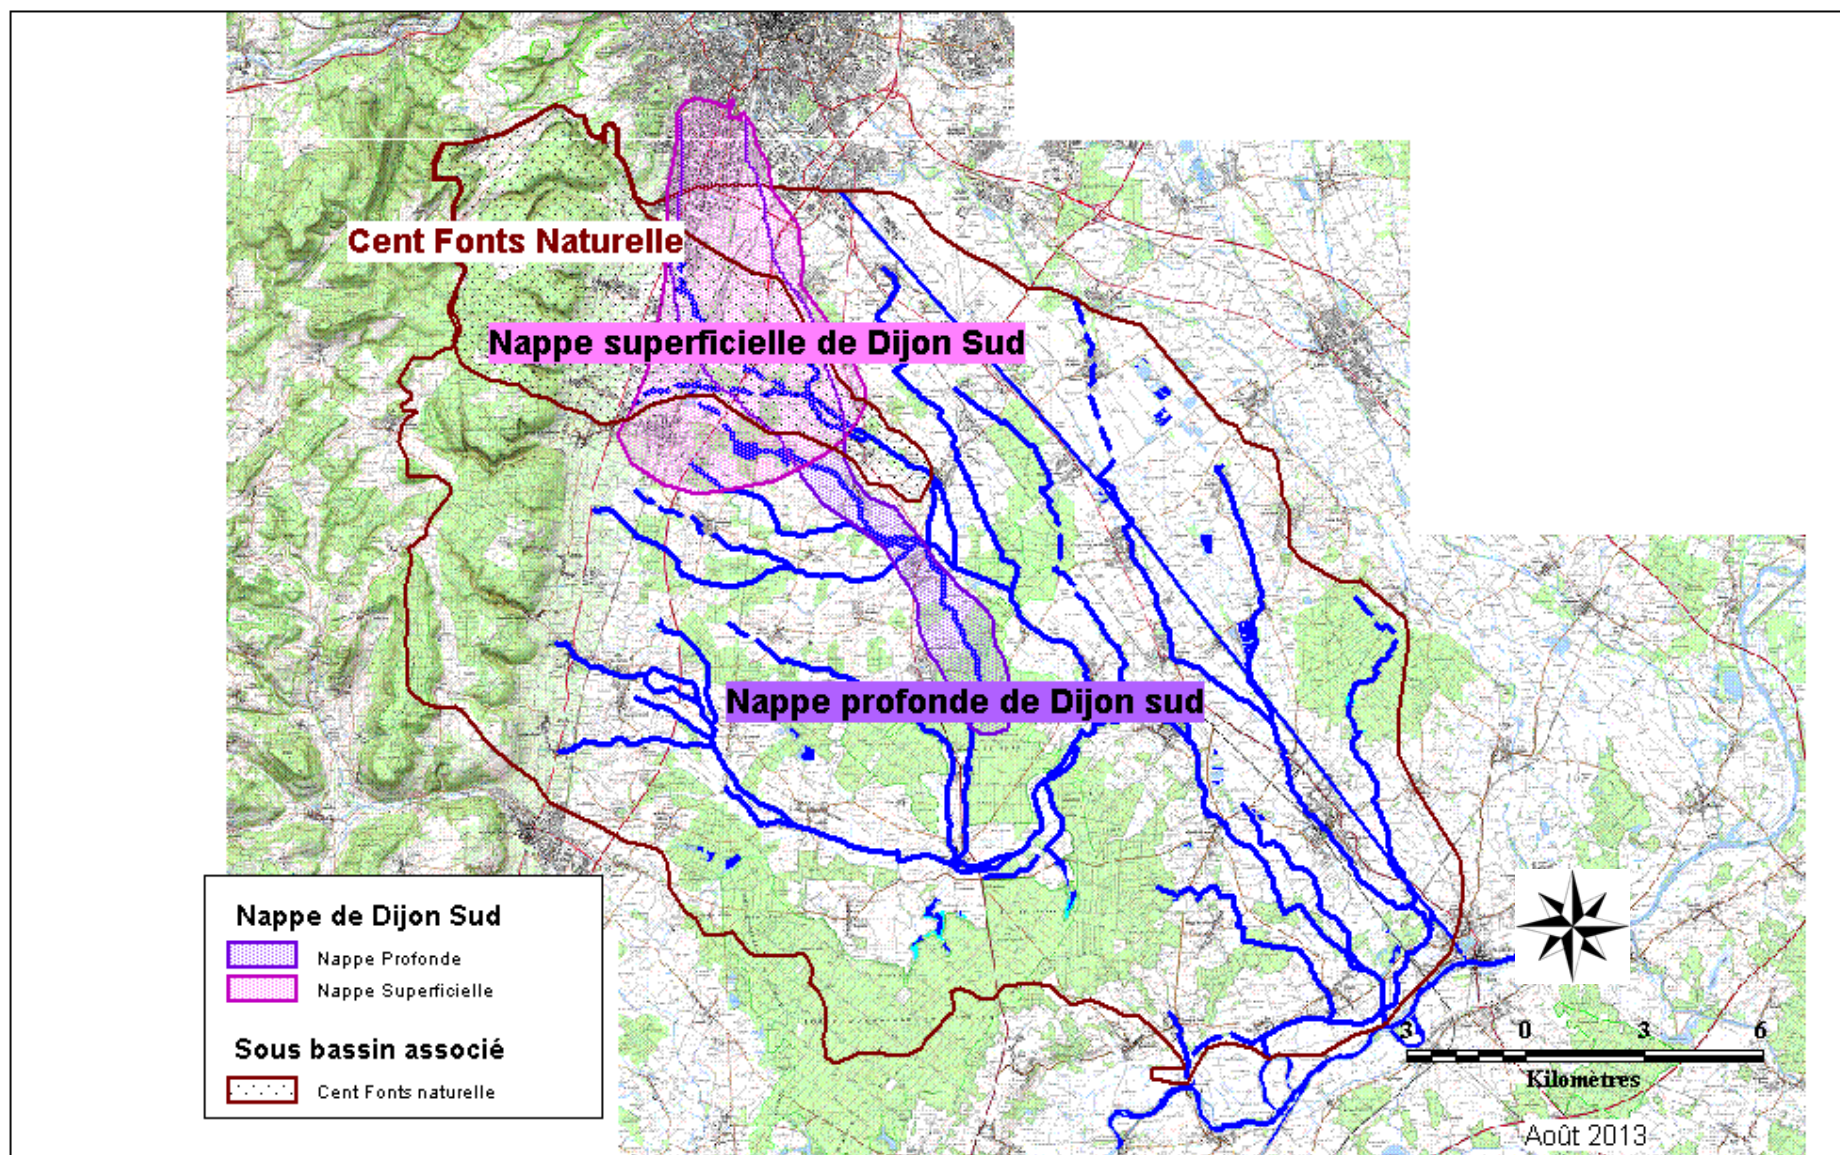 Cent Fonts Naturelle
Nappe superficielle de Dijon Sud
Nappe profonde de Dijon sud
Nappe de Dijon Sud
Nappe Profonde
Nappe Superficielle
Sous bassin associé
Cent Fonts naturelle
3 0 3 6
Kilomètres
Août 2013